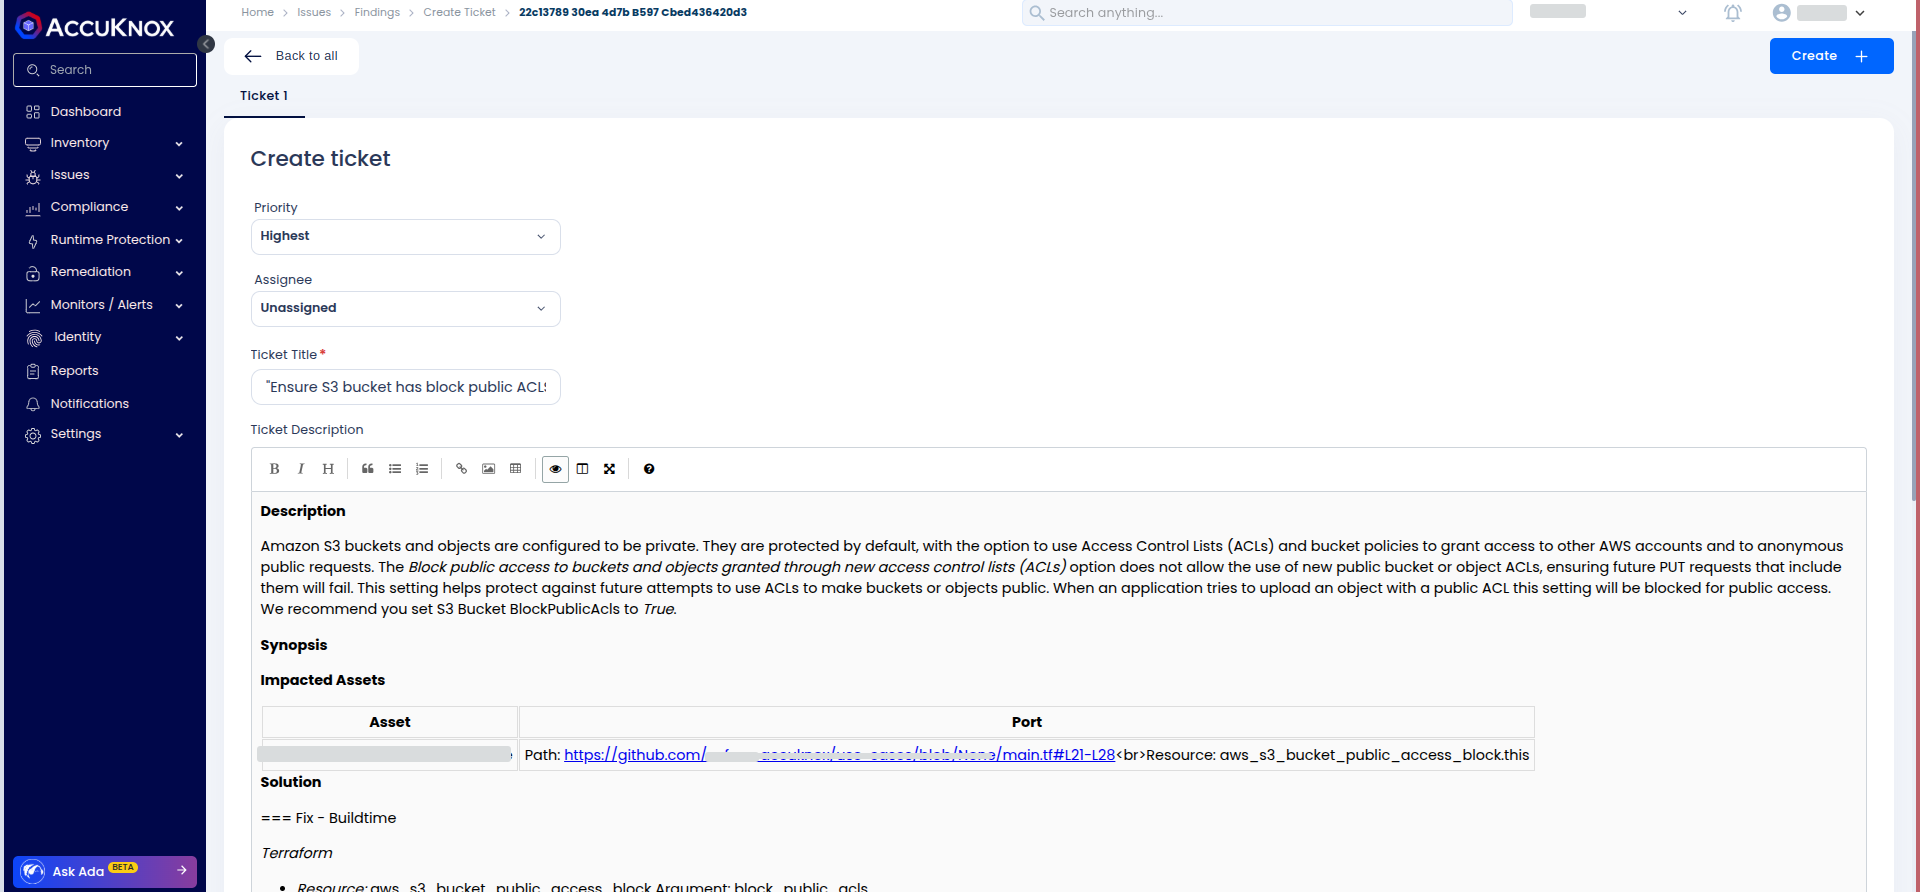 ACCUKNOX
Search
Dashboard
Inventory
Issues
Compliance
Runtime Protection
Remediation
Monitors / Alerts
Identity
Reports
Notifications
Settings
Ask Ada BETA
Home > Issues > Findings > Create Ticket > 22c13789 30ea 4d7b B597 Cbed436420d3
Search anything...
Back to all
Create +
Ticket 1
Create ticket
Priority
Highest
Assignee
Unassigned
Ticket Title *
"Ensure S3 bucket has block public ACLS
Ticket Description
B I H
Description
Amazon S3 buckets and objects are configured to be private. They are protected by default, with the option to use Access Control Lists (ACLs) and bucket policies to grant access to other AWS accounts and to anonymous
public requests. The Block public access to buckets and objects granted through new access control lists (ACLs) option does not allow the use of new public bucket or object ACLs, ensuring future PUT requests that include
them will fail. This setting helps protect against future attempts to use ACLs to make buckets or objects public. When an application tries to upload an object with a public ACL this setting will be blocked for public access.
We recommend you set S3 Bucket BlockPublicAcls to True.
Synopsis
Impacted Assets
Asset Port
Path: https://github.com/ accuknox/use-cases/blob/None/main.tf#L21-L28<br>Resource: aws_s3_bucket_public_access_block.this
Solution
=== Fix - Buildtime
Terraform
• Resource: aws_s3_bucket_public_access_block Argument: block_public_acls